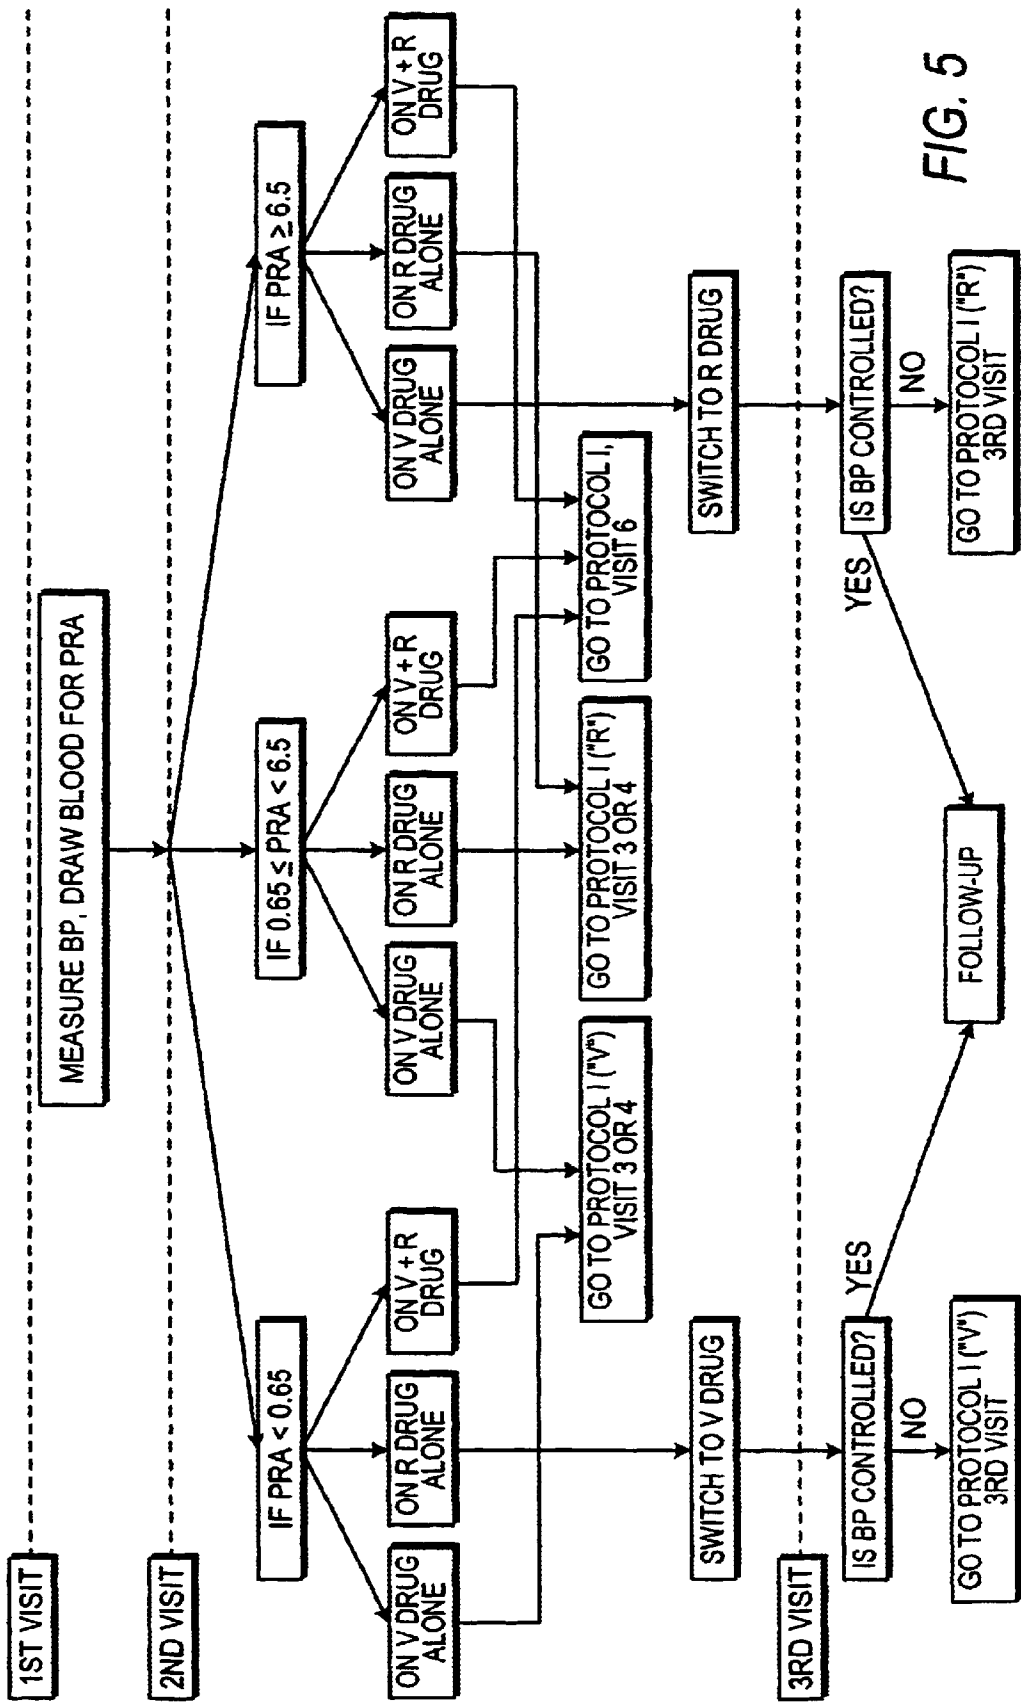 1ST VISIT
MEASURE BP, DRAW BLOOD FOR PRA
2ND VISIT
IF PRA < 0.65
IF 0.65 ≤ PRA < 6.5
IF PRA ≥ 6.5
ON V DRUG
ALONE
ON R DRUG
ALONE
ON V + R
DRUG
ON V DRUG
ALONE
ON R DRUG
ALONE
ON V + R
DRUG
ON V DRUG
ALONE
ON R DRUG
ALONE
ON V + R
DRUG
GO TO PROTOCOL I ("V")
VISIT 3 OR 4
GO TO PROTOCOL I ("R")
VISIT 3 OR 4
GO TO PROTOCOL I,
VISIT 6
SWITCH TO V DRUG
SWITCH TO R DRUG
3RD VISIT
IS BP CONTROLLED?
YES
NO
IS BP CONTROLLED?
YES
NO
GO TO PROTOCOL I ("V")
3RD VISIT
FOLLOW-UP
GO TO PROTOCOL I ("R")
3RD VISIT
FIG. 5